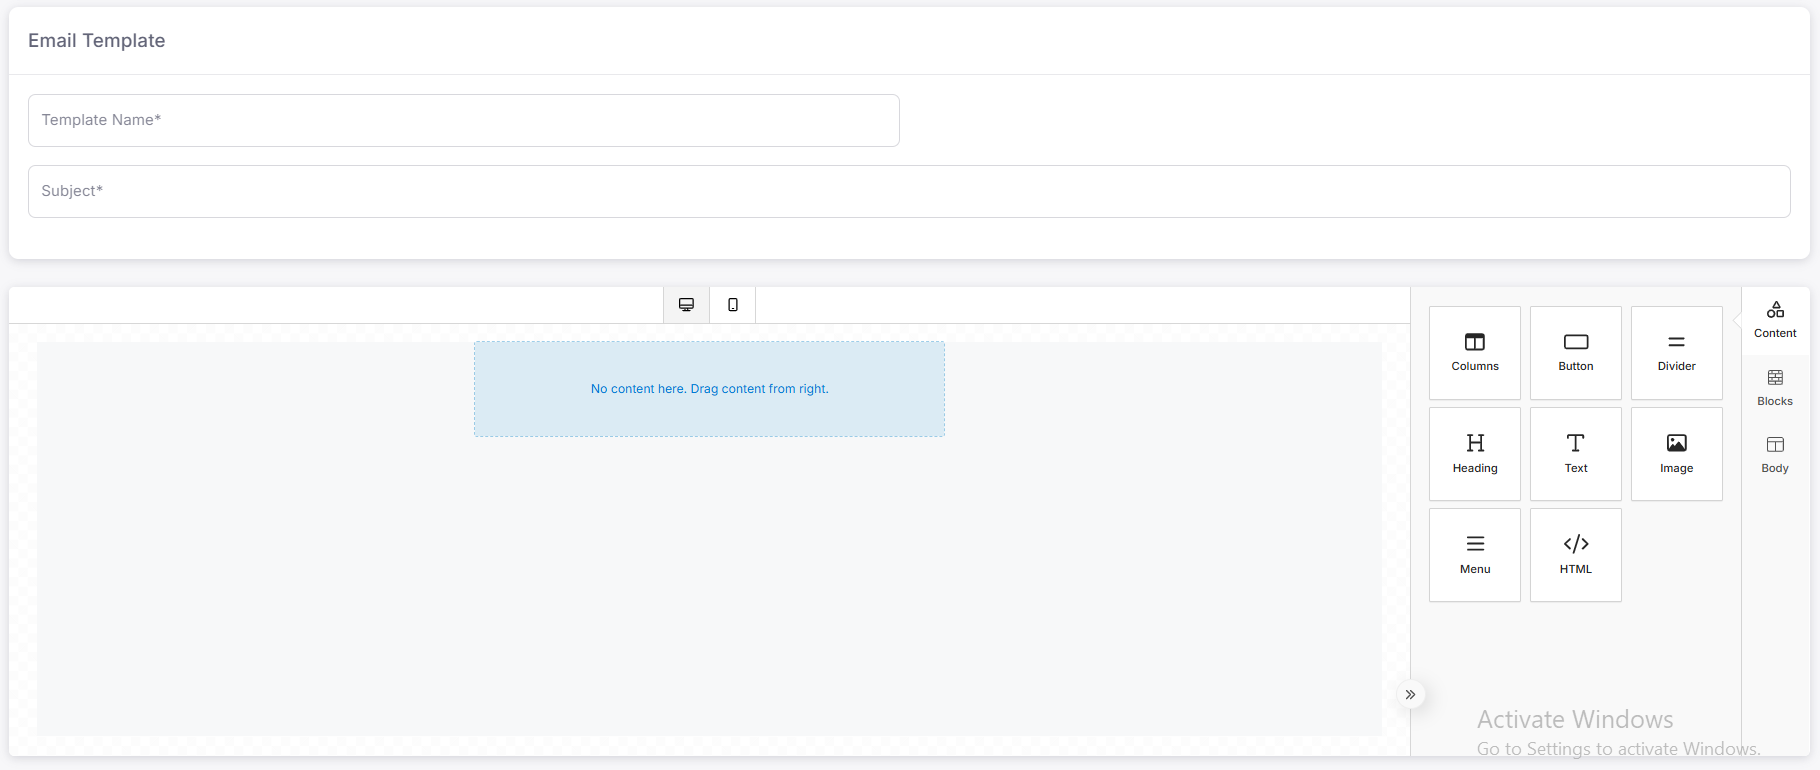 Email Template
Template Name*
Subject*
No content here. Drag content from right.
Columns
Button
Divider
Heading
Text
Image
Menu
HTML
Content
Blocks
Body
Activate Windows
Go to Settings to activate Windows.